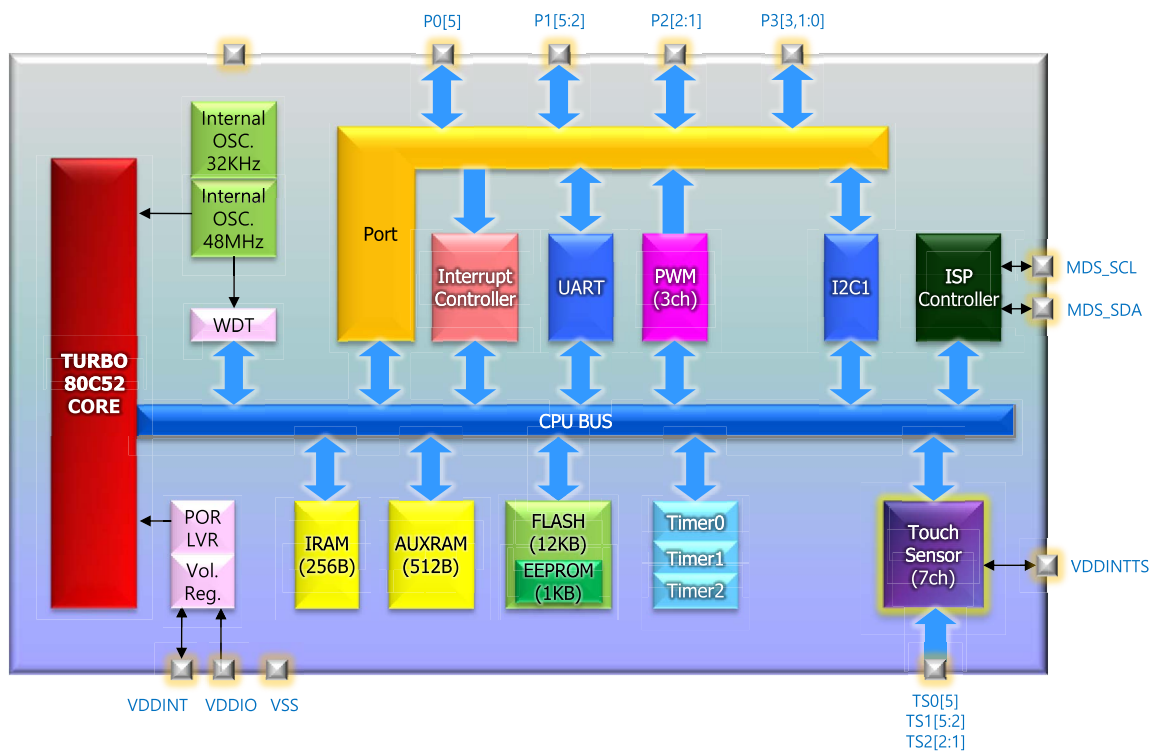 P0[5]
P1[5:2]
P2[2:1]
P3[3,1:0]
Internal
OSC.
32KHz
Internal
OSC.
48MHz
WDT
Port
Interrupt
Controller
UART
PWM
(3ch)
I2C1
ISP
Controller
MDS_SCL
MDS_SDA
TURBO
80C52
CORE
CPU BUS
POR
LVR
Vol.
Reg.
IRAM
(256B)
AUXRAM
(512B)
FLASH
(12KB)
EEPROM
(1KB)
Timer0
Timer1
Timer2
Touch
Sensor
(7ch)
VDDINTTS
VDDINT
VDDIO
VSS
TS0[5]
TS1[5:2]
TS2[2:1]